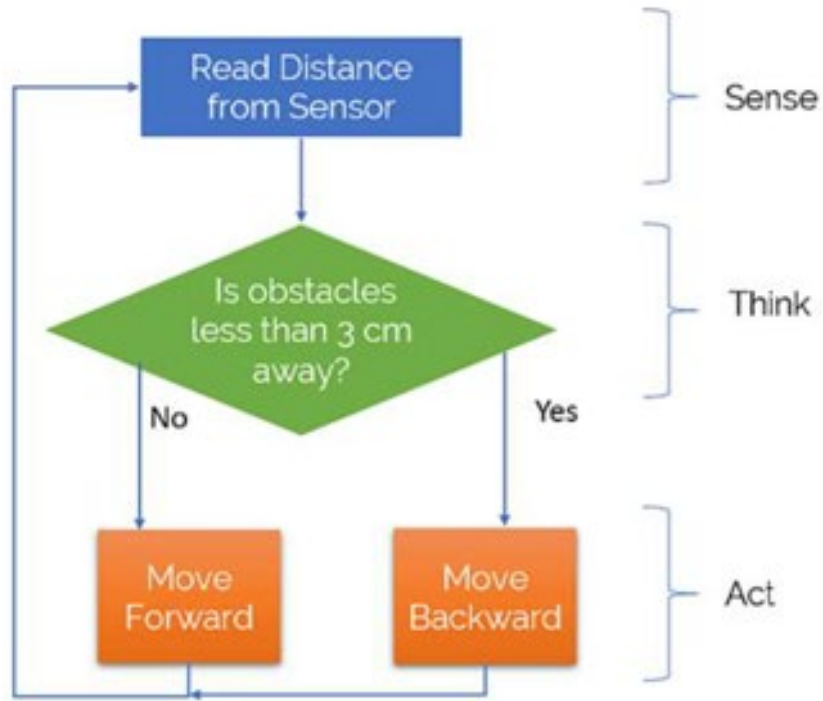 Read Distance
from Sensor
Sense
Is obstacles
less than 3 cm
away?
Think
No
Yes
Move
Forward
Move
Backward
Act